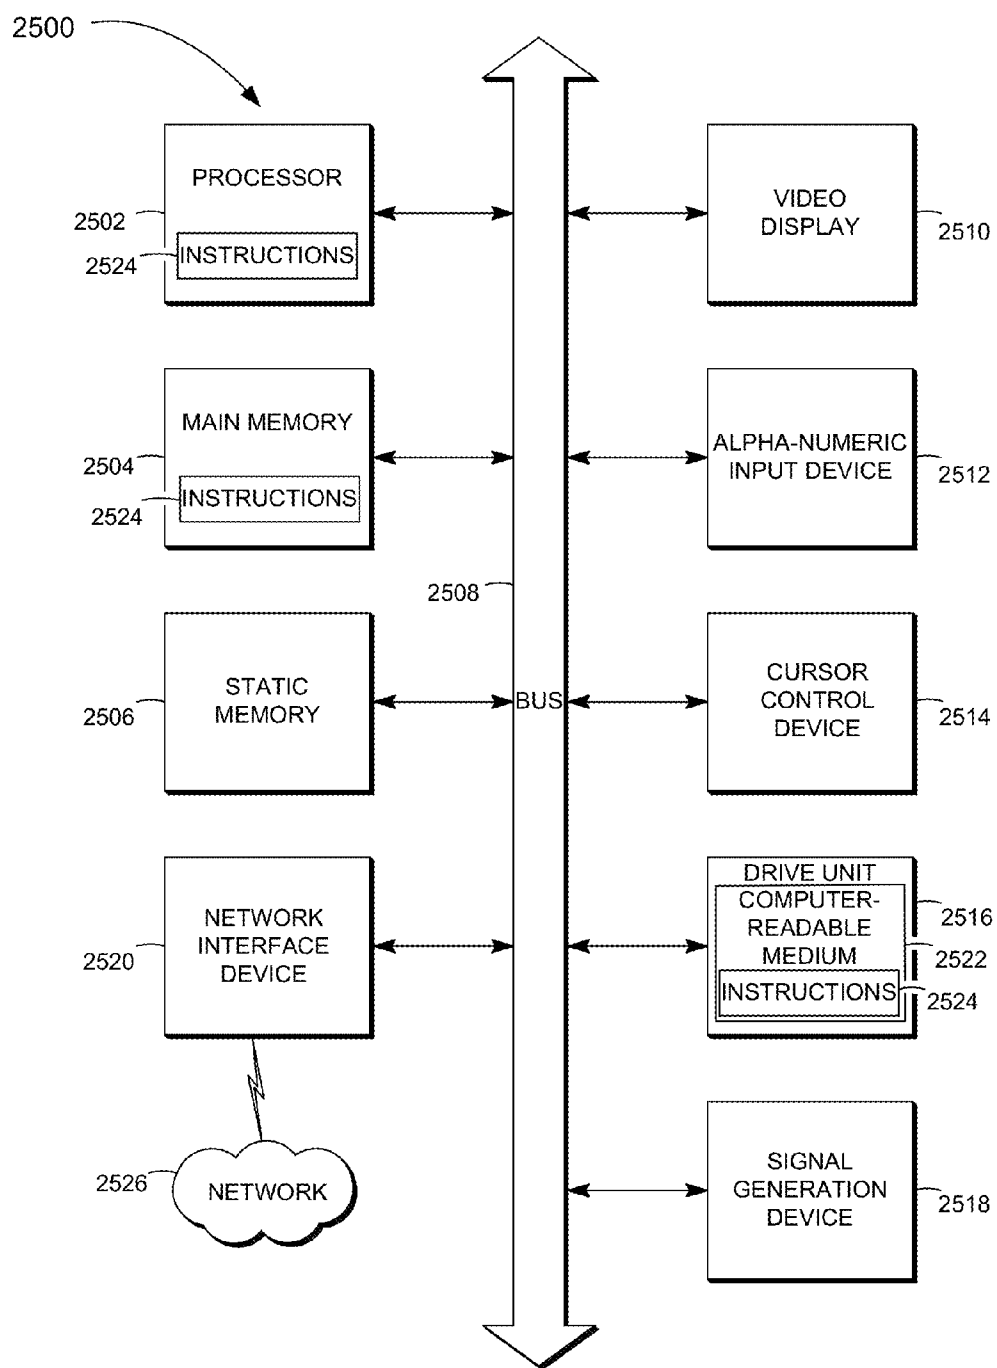 2500
PROCESSOR
2502
2524
INSTRUCTIONS
VIDEO
DISPLAY
2510
MAIN MEMORY
2504
2524
INSTRUCTIONS
ALPHA-NUMERIC
INPUT DEVICE
2512
2508
STATIC
MEMORY
2506
BUS
CURSOR
CONTROL
DEVICE
2514
NETWORK
INTERFACE
DEVICE
2520
DRIVE UNIT
COMPUTER-
READABLE
MEDIUM
INSTRUCTIONS
2516
2522
2524
2526
NETWORK
SIGNAL
GENERATION
DEVICE
2518